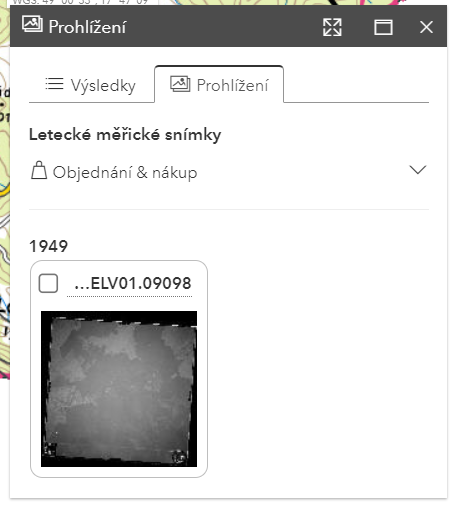 Prohlížení
Výsledky
Prohlížení
Letecké měřické snímky
Objednání & nákup
1949
...ELV01.09098